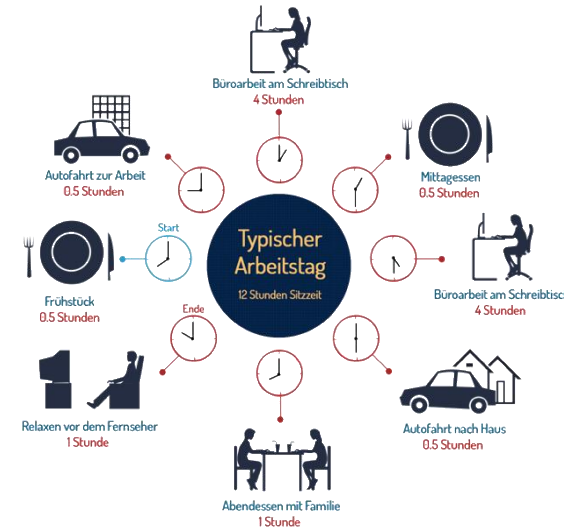 Büroarbeit am Schreibtisch
4 Stunden
Autofahrt zur Arbeit
0.5 Stunden
Mittagessen
0.5 Stunden
Start
Typischer
Arbeitstag
12 Stunden Sitzzeit
Frühstück
0.5 Stunden
Büroarbeit am Schreibtisc
4 Stunden
Ende
Relaxen vor dem Fernseher
1 Stunde
Autofahrt nach Haus
0.5 Stunden
Abendessen mit Familie
1 Stunde